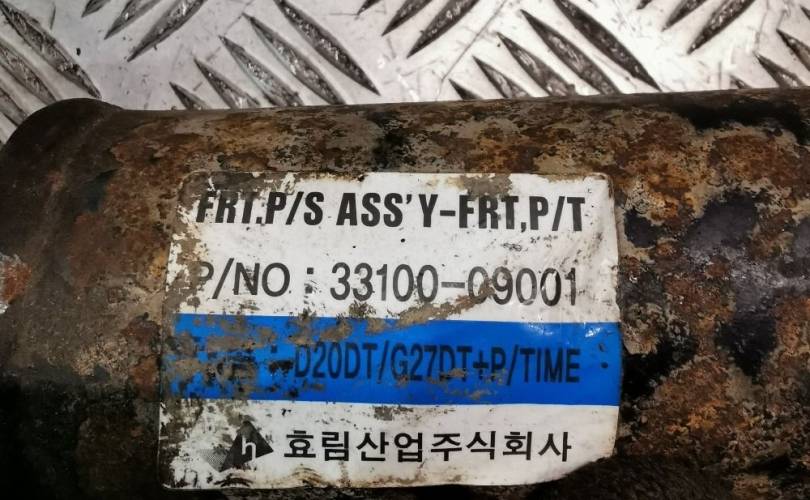 FRT.P/S ASS'Y-FRT,P/T
P/NO : 33100-09001
: D20DT/G27DT+P/TIME
h 효림산업주식회사